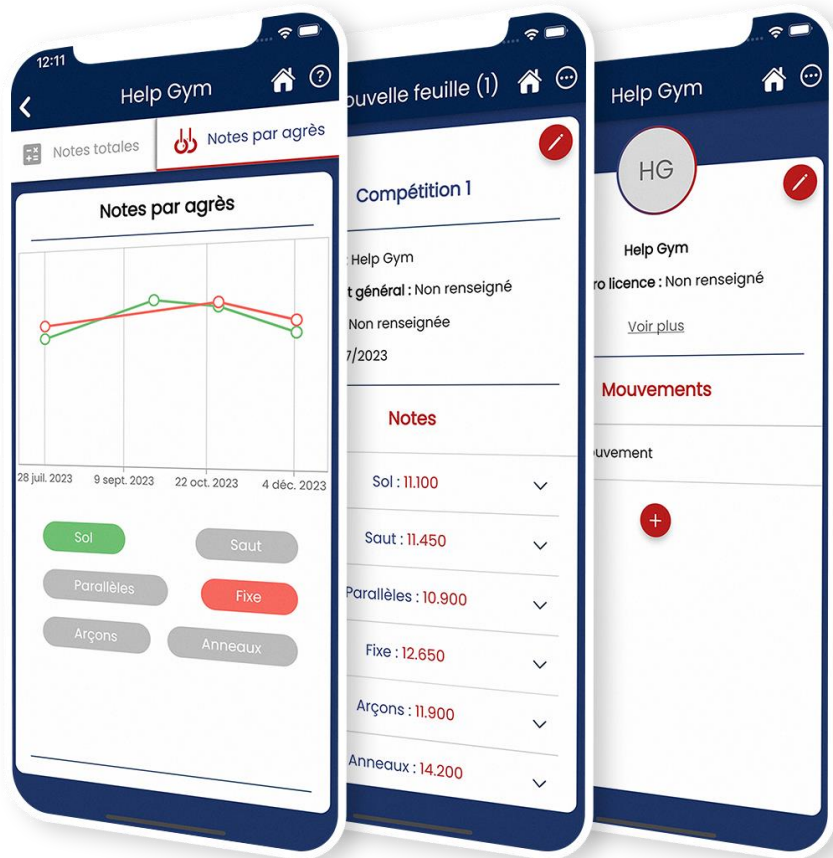 12:11
Help Gym
Notes totales
Notes par agrès
Notes par agrès
28 juil. 2023
9 sept. 2023
22 oct. 2023
4 déc. 2023
Sol
Saut
Parallèles
Fixe
Arçons
Anneaux
ouvelle feuille (1)
Compétition 1
: Help Gym
t général : Non renseigné
Non renseignée
7/2023
Notes
Sol : 11.100
Saut : 11.450
Parallèles : 10.900
Fixe : 12.650
Arçons : 11.900
Anneaux : 14.200
Help Gym
HG
Help Gym
ro licence : Non renseigné
Voir plus
Mouvements
uvement